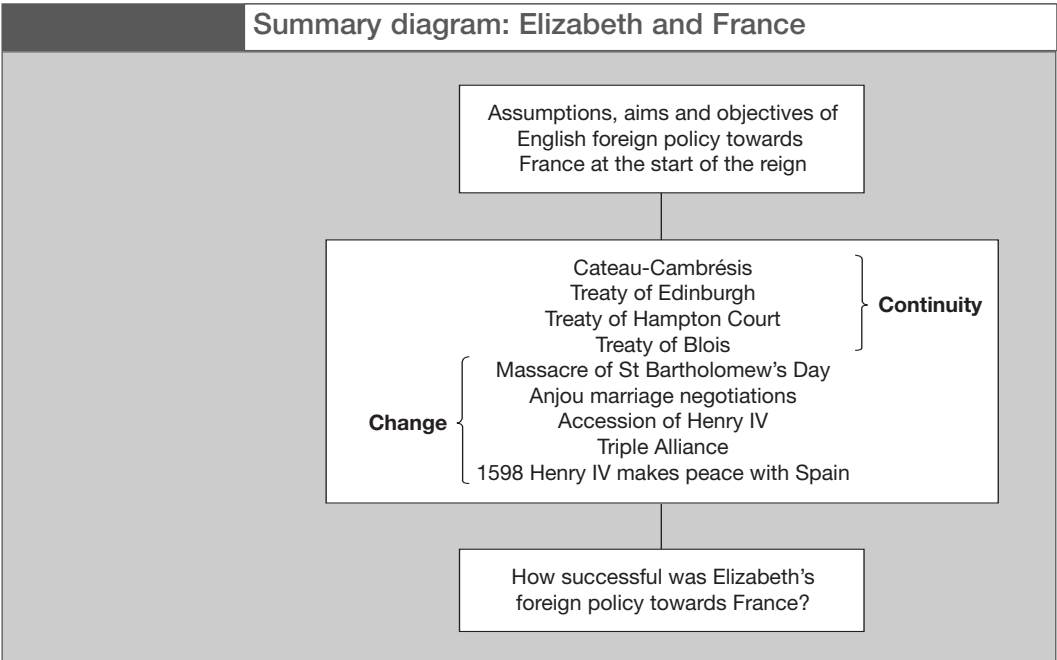 Summary diagram: Elizabeth and France
Assumptions, aims and objectives of
English foreign policy towards
France at the start of the reign
Cateau-Cambrésis
Treaty of Edinburgh
Treaty of Hampton Court
Treaty of Blois
Continuity
Massacre of St Bartholomew's Day
Anjou marriage negotiations
Accession of Henry IV
Triple Alliance
1598 Henry IV makes peace with Spain
Change
How successful was Elizabeth's
foreign policy towards France?